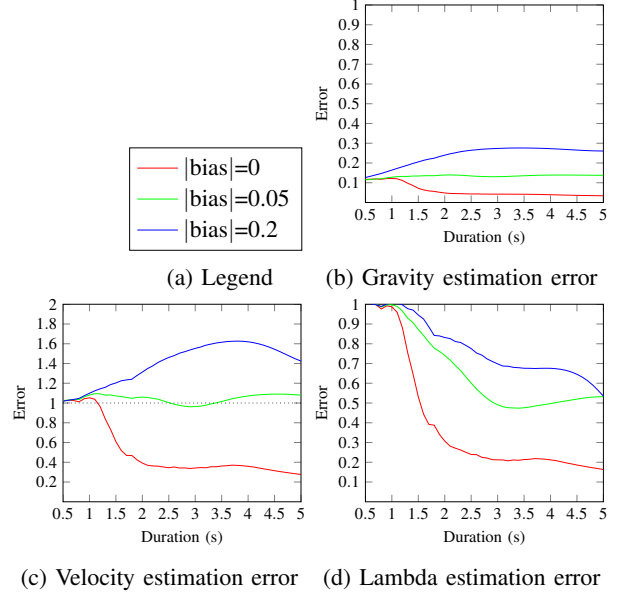 |bias|=0
|bias|=0.05
|bias|=0.2
(a) Legend
1
0.9
0.8
0.7
0.6
0.5
0.4
0.3
0.2
0.1
Error
0.5 1 1.5 2 2.5 3 3.5 4 4.5 5
Duration (s)
(b) Gravity estimation error
2
1.8
1.6
1.4
1.2
1
0.8
0.6
0.4
0.2
Error
0.5 1 1.5 2 2.5 3 3.5 4 4.5 5
Duration (s)
(c) Velocity estimation error
1
0.9
0.8
0.7
0.6
0.5
0.4
0.3
0.2
0.1
Error
0.5 1 1.5 2 2.5 3 3.5 4 4.5 5
Duration (s)
(d) Lambda estimation error